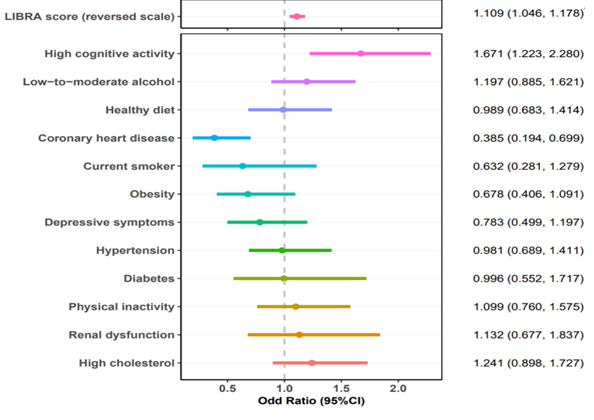 LIBRA score (reversed scale) 1.109 (1.046, 1.178)
High cognitive activity 1.671 (1.223, 2.280)
Low−to−moderate alcohol 1.197 (0.885, 1.621)
Healthy diet 0.989 (0.683, 1.414)
Coronary heart disease 0.385 (0.194, 0.699)
Current smoker 0.632 (0.281, 1.279)
Obesity 0.678 (0.406, 1.091)
Depressive symptoms 0.783 (0.499, 1.197)
Hypertension 0.981 (0.689, 1.411)
Diabetes 0.996 (0.552, 1.717)
Physical inactivity 1.099 (0.760, 1.575)
Renal dysfunction 1.132 (0.677, 1.837)
High cholesterol 1.241 (0.898, 1.727)
0.5 1.0 1.5 2.0
Odd Ratio (95%CI)